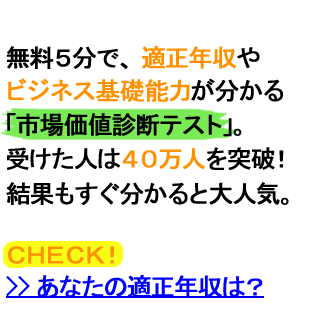 無料５分で、適正年収や
ビジネス基礎能力が分かる
｢市場価値診断テスト｣。
受けた人は４０万人を突破！
結果もすぐ分かると大人気。
ＣＨＥＣＫ！
>> あなたの適正年収は？